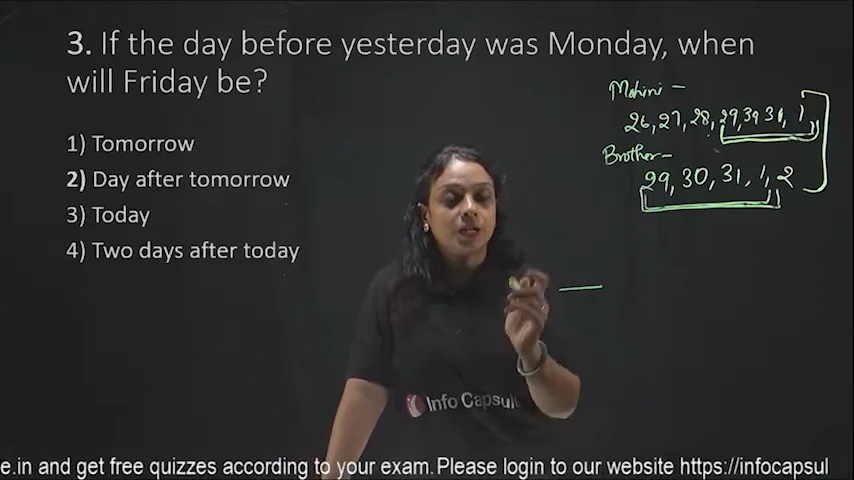 3. If the day before yesterday was Monday, when
will Friday be?
1) Tomorrow
2) Day after tomorrow
3) Today
4) Two days after today
Mohini -
26, 27, 28, 29, 30 31, 1
Brother -
29, 30, 31, 1, 2
Info Capsul
e.in and get free quizzes according to your exam. Please login to our website https://infocapsul